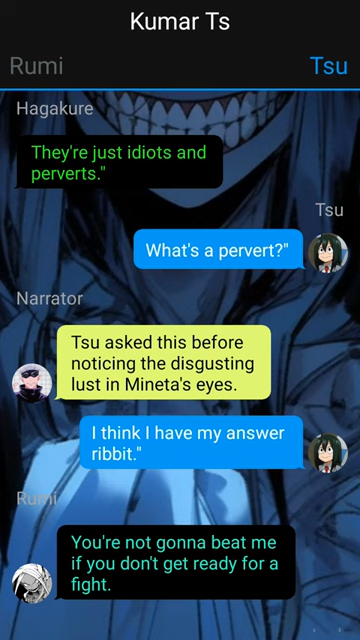 Kumar Ts
Rumi
Tsu
Hagakure
They're just idiots and
perverts."
Tsu
What's a pervert?"
Narrator
Tsu asked this before
noticing the disgusting
lust in Mineta's eyes.
I think I have my answer
ribbit."
Rumi
You're not gonna beat me
if you don't get ready for a
fight.